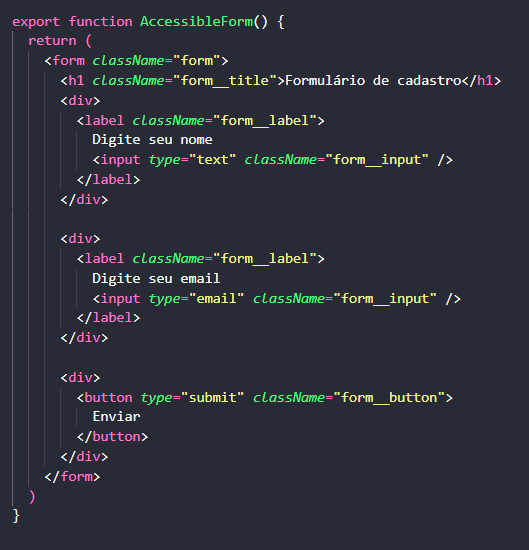 export function AccessibleForm() {
  return (
    <form className="form">
      <h1 className="form__title">Formulário de cadastro</h1>
      <div>
        <label className="form__label">
          Digite seu nome
          <input type="text" className="form__input" />
        </label>
      </div>

      <div>
        <label className="form__label">
          Digite seu email
          <input type="email" className="form__input" />
        </label>
      </div>

      <div>
        <button type="submit" className="form__button">
          Enviar
        </button>
      </div>
    </form>
  )
}